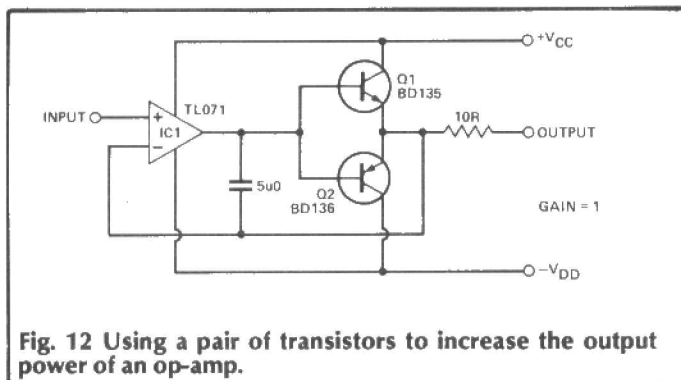 +VCC
Q1
BD135
TL071
INPUT
+
IC1
−
10R
OUTPUT
5u0
Q2
BD136
GAIN = 1
−VDD
Fig. 12 Using a pair of transistors to increase the output
power of an op-amp.